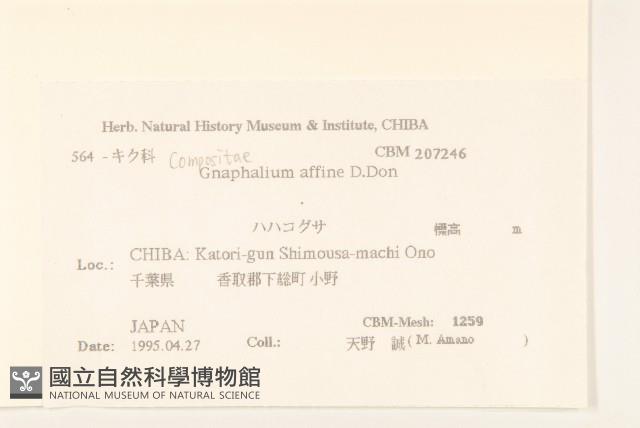 Herb. Natural History Museum & Institute, CHIBA
564 - キク科 Compositae CBM 207246
Gnaphalium affine D.Don
ハハコグサ 標高 m
Loc.: CHIBA: Katori-gun Shimousa-machi Ono
千葉県 香取郡下総町 小野
JAPAN CBM-Mesh: 1259
Date: 1995.04.27 Coll.: 天野 誠 ( M. Amano )
國立自然科學博物館
NATIONAL MUSEUM OF NATURAL SCIENCE